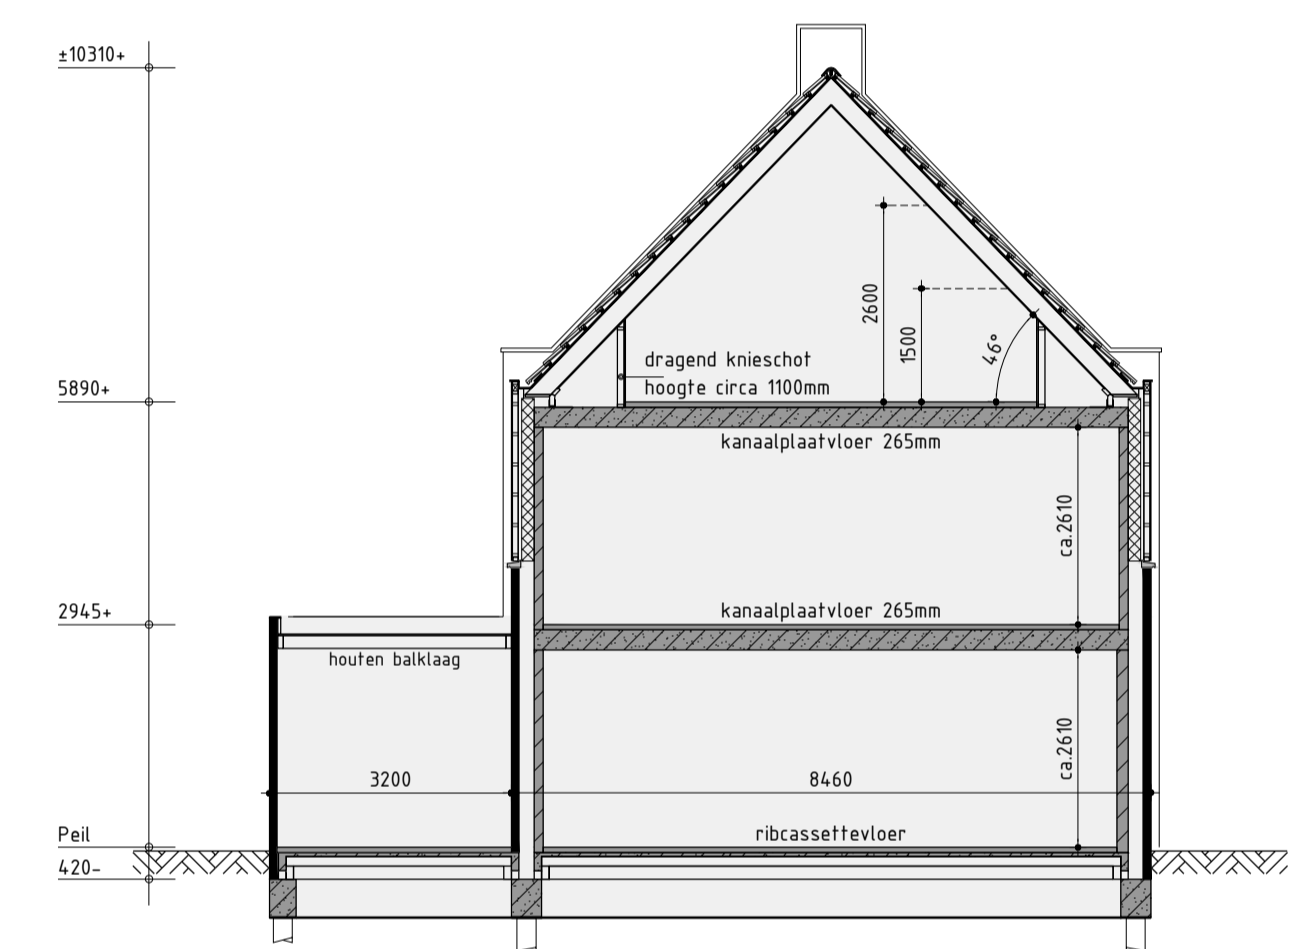 ±10310+
2600
1500
46°
dragend knieschot
hoogte circa 1100mm
5890+
kanaalplaatvloer 265mm
ca.2610
2945+
kanaalplaatvloer 265mm
houten balklaag
ca.2610
3200
8460
Peil
ribcassettevloer
420-